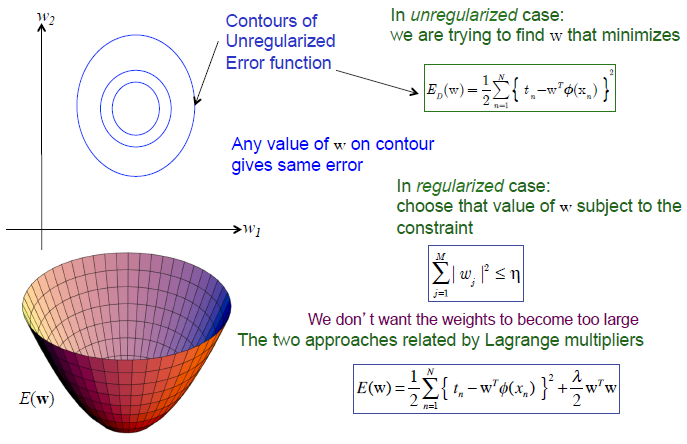 w₂
Contours of
Unregularized
Error function
In unregularized case:
we are trying to find w that minimizes
E_D(w) = 1/2 ∑_{n=1}^{N} { t_n − w^T ϕ(x_n) }^2
Any value of w on contour
gives same error
w₁
In regularized case:
choose that value of w subject to the
constraint
∑_{j=1}^{M} | w_j |^2 ≤ η
We don't want the weights to become too large
The two approaches related by Lagrange multipliers
E(w) = 1/2 ∑_{n=1}^{N} { t_n − w^T ϕ(x_n) }^2 + λ/2 w^T w
E(w)